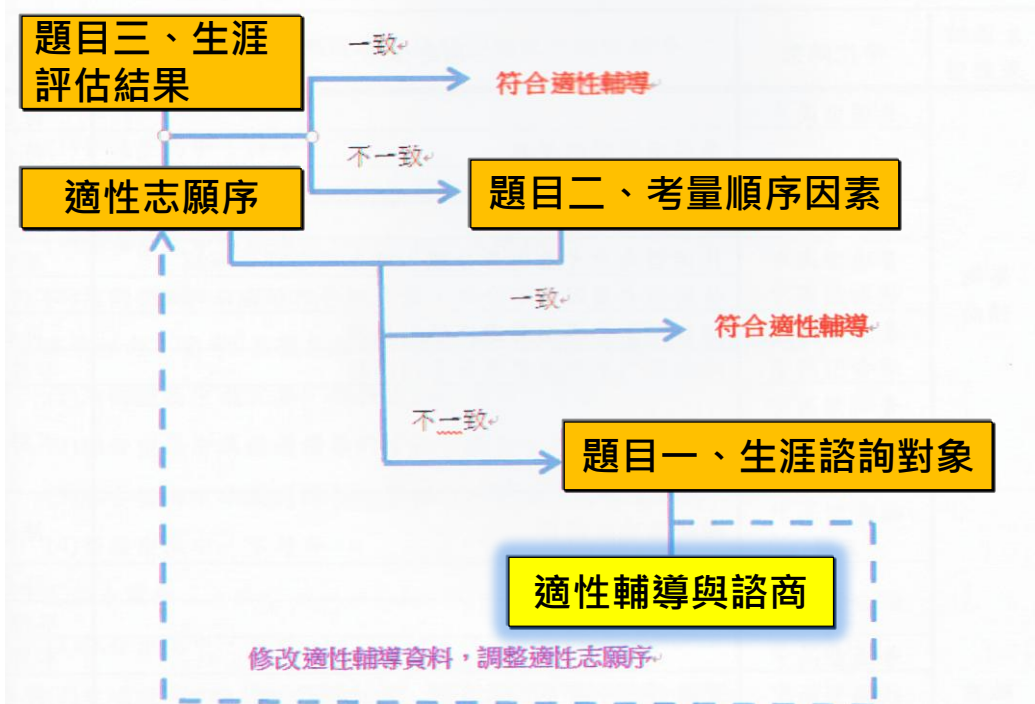 題目三、生涯
評估結果
一致
符合適性輔導
不一致
適性志願序
題目二、考量順序因素
一致
符合適性輔導
不一致
題目一、生涯諮詢對象
適性輔導與諮商
修改適性輔導資料，調整適性志願序